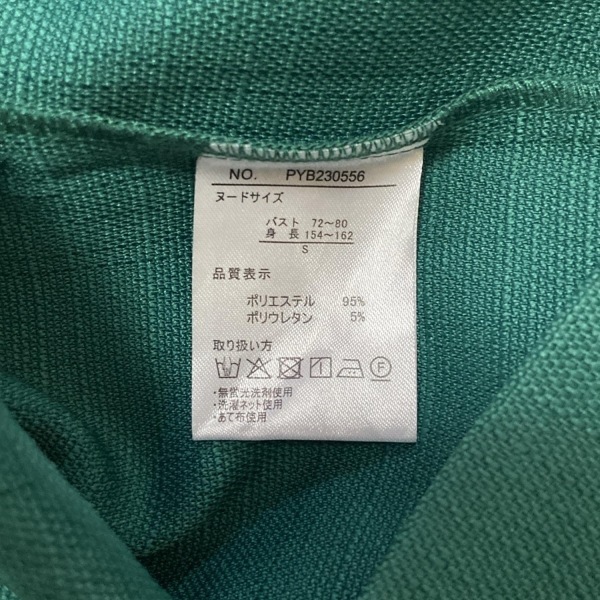 NO. PYB230556
ヌードサイズ
バスト 72～80
身 長 154～162
S
品質表示
ポリエステル 95%
ポリウレタン 5%
取り扱い方
F
・無蛍光洗剤使用
・洗濯ネット使用
・あて布使用